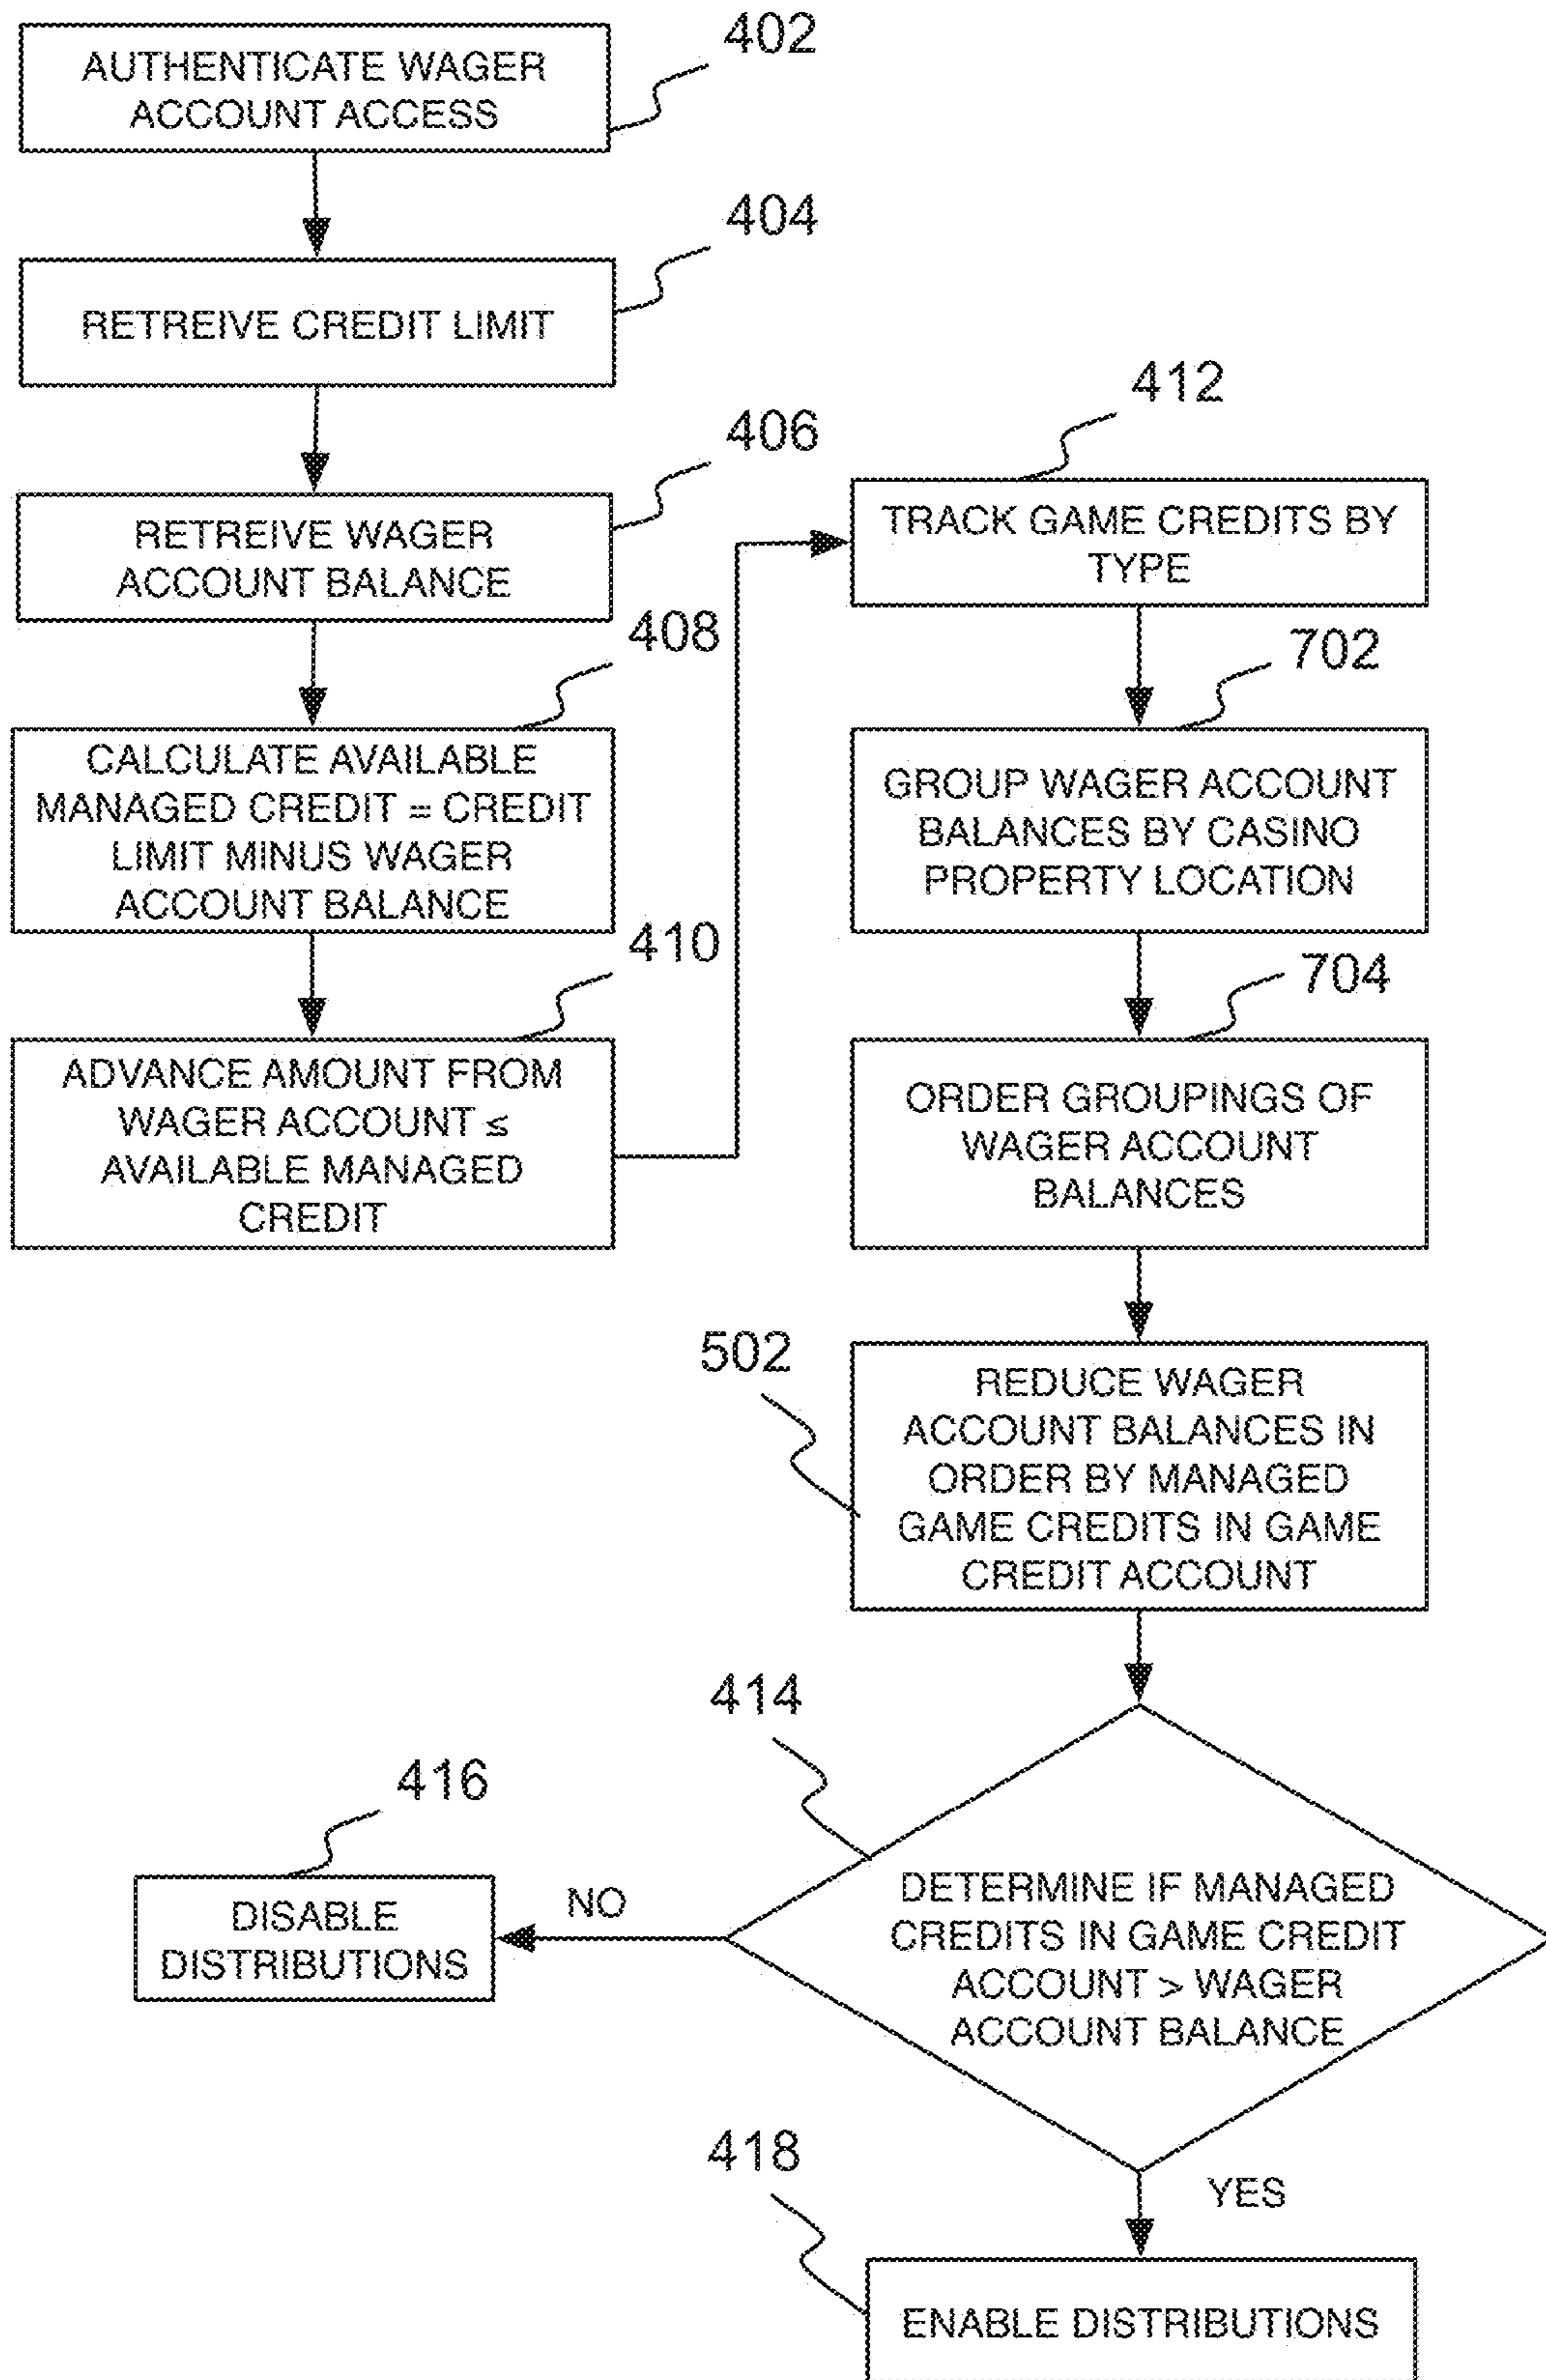 402
AUTHENTICATE WAGER
ACCOUNT ACCESS
404
RETREIVE CREDIT LIMIT
406
RETREIVE WAGER
ACCOUNT BALANCE
408
CALCULATE AVAILABLE
MANAGED CREDIT = CREDIT
LIMIT MINUS WAGER
ACCOUNT BALANCE
410
ADVANCE AMOUNT FROM
WAGER ACCOUNT ≤
AVAILABLE MANAGED
CREDIT
412
TRACK GAME CREDITS BY
TYPE
702
GROUP WAGER ACCOUNT
BALANCES BY CASINO
PROPERTY LOCATION
704
ORDER GROUPINGS OF
WAGER ACCOUNT
BALANCES
502
REDUCE WAGER
ACCOUNT BALANCES IN
ORDER BY MANAGED
GAME CREDITS IN GAME
CREDIT ACCOUNT
414
DETERMINE IF MANAGED
CREDITS IN GAME CREDIT
ACCOUNT > WAGER
ACCOUNT BALANCE
NO
416
DISABLE
DISTRIBUTIONS
YES
418
ENABLE DISTRIBUTIONS